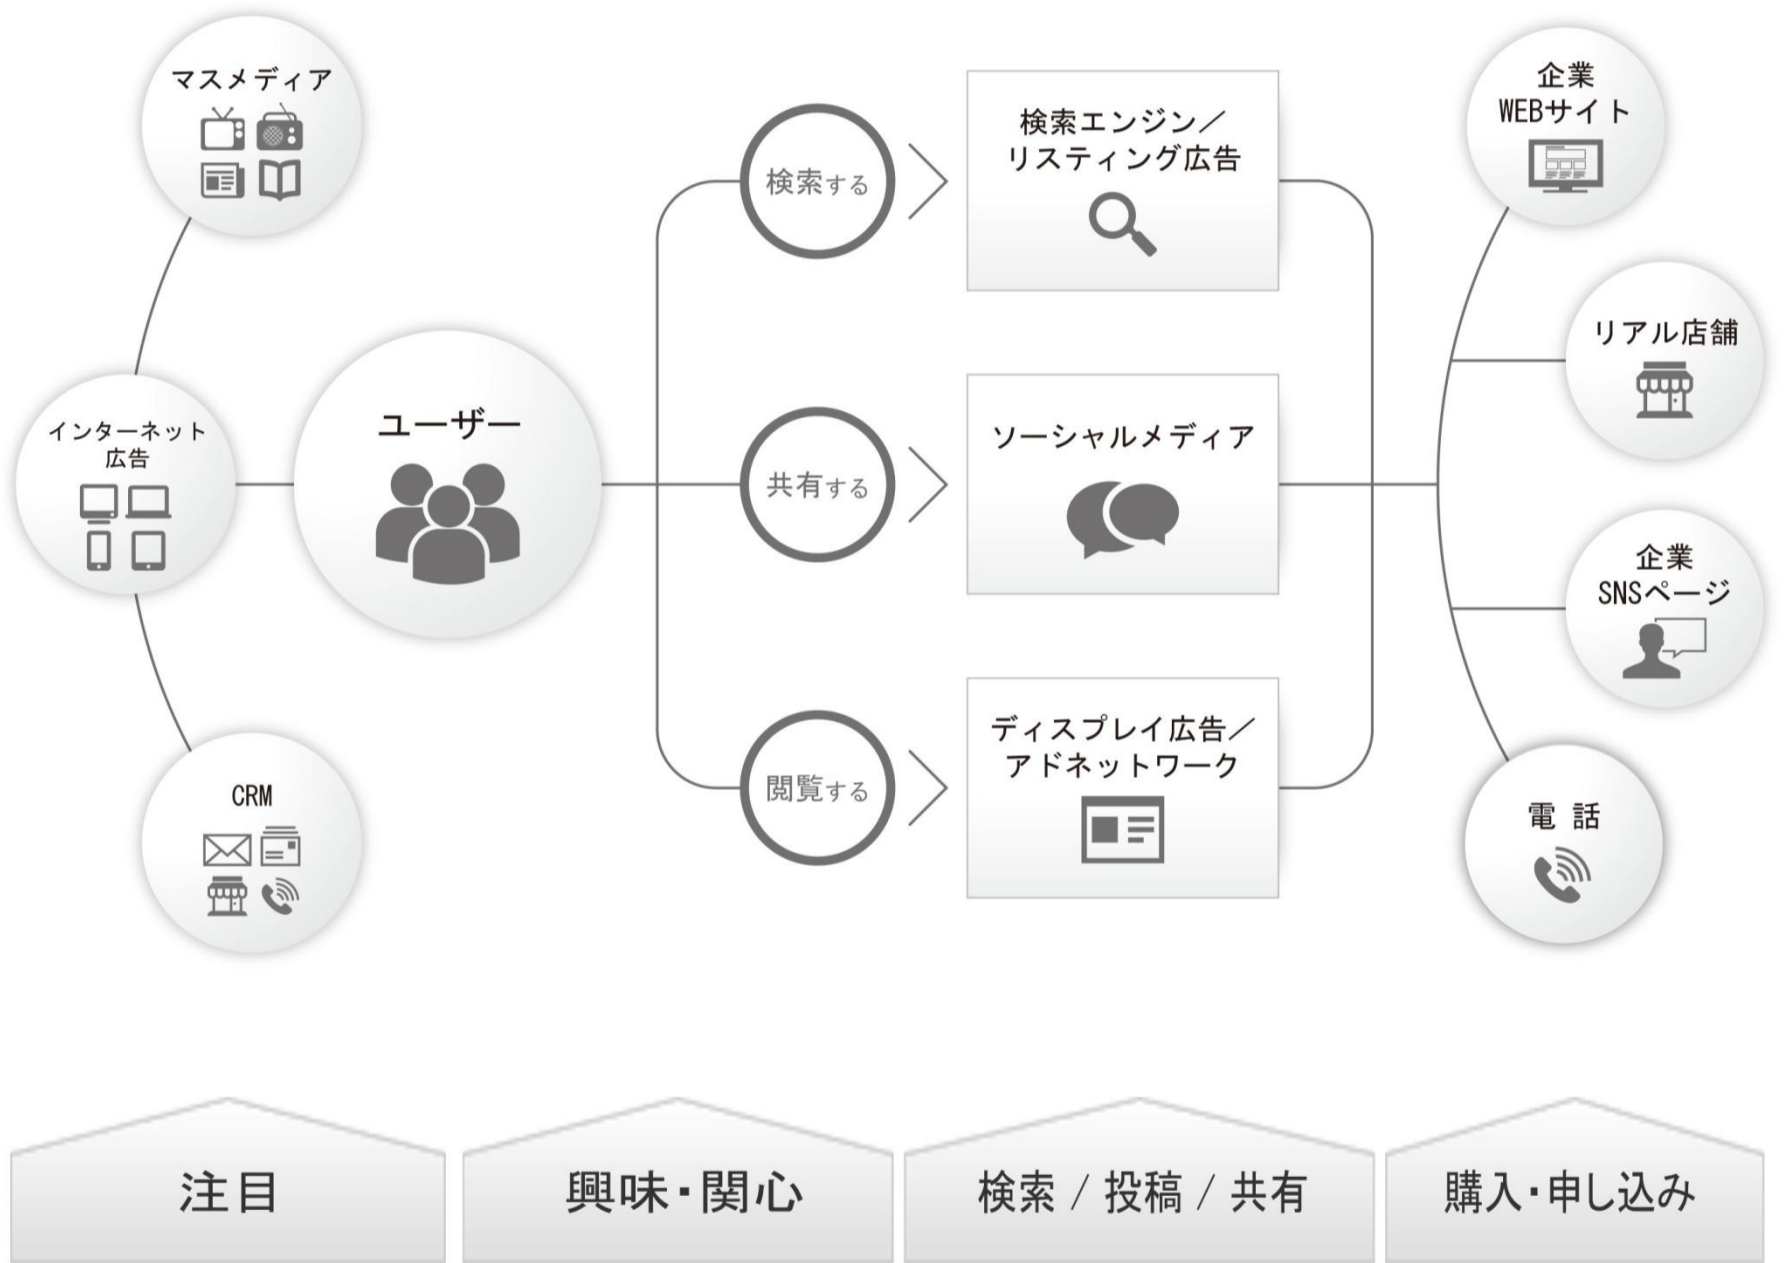 マスメディア
インターネット
広告
CRM
ユーザー
検索する
共有する
閲覧する
検索エンジン／
リスティング広告
ソーシャルメディア
ディスプレイ広告／
アドネットワーク
企業
WEBサイト
リアル店舗
企業
SNSページ
電 話
注目
興味・関心
検索 / 投稿 / 共有
購入・申し込み